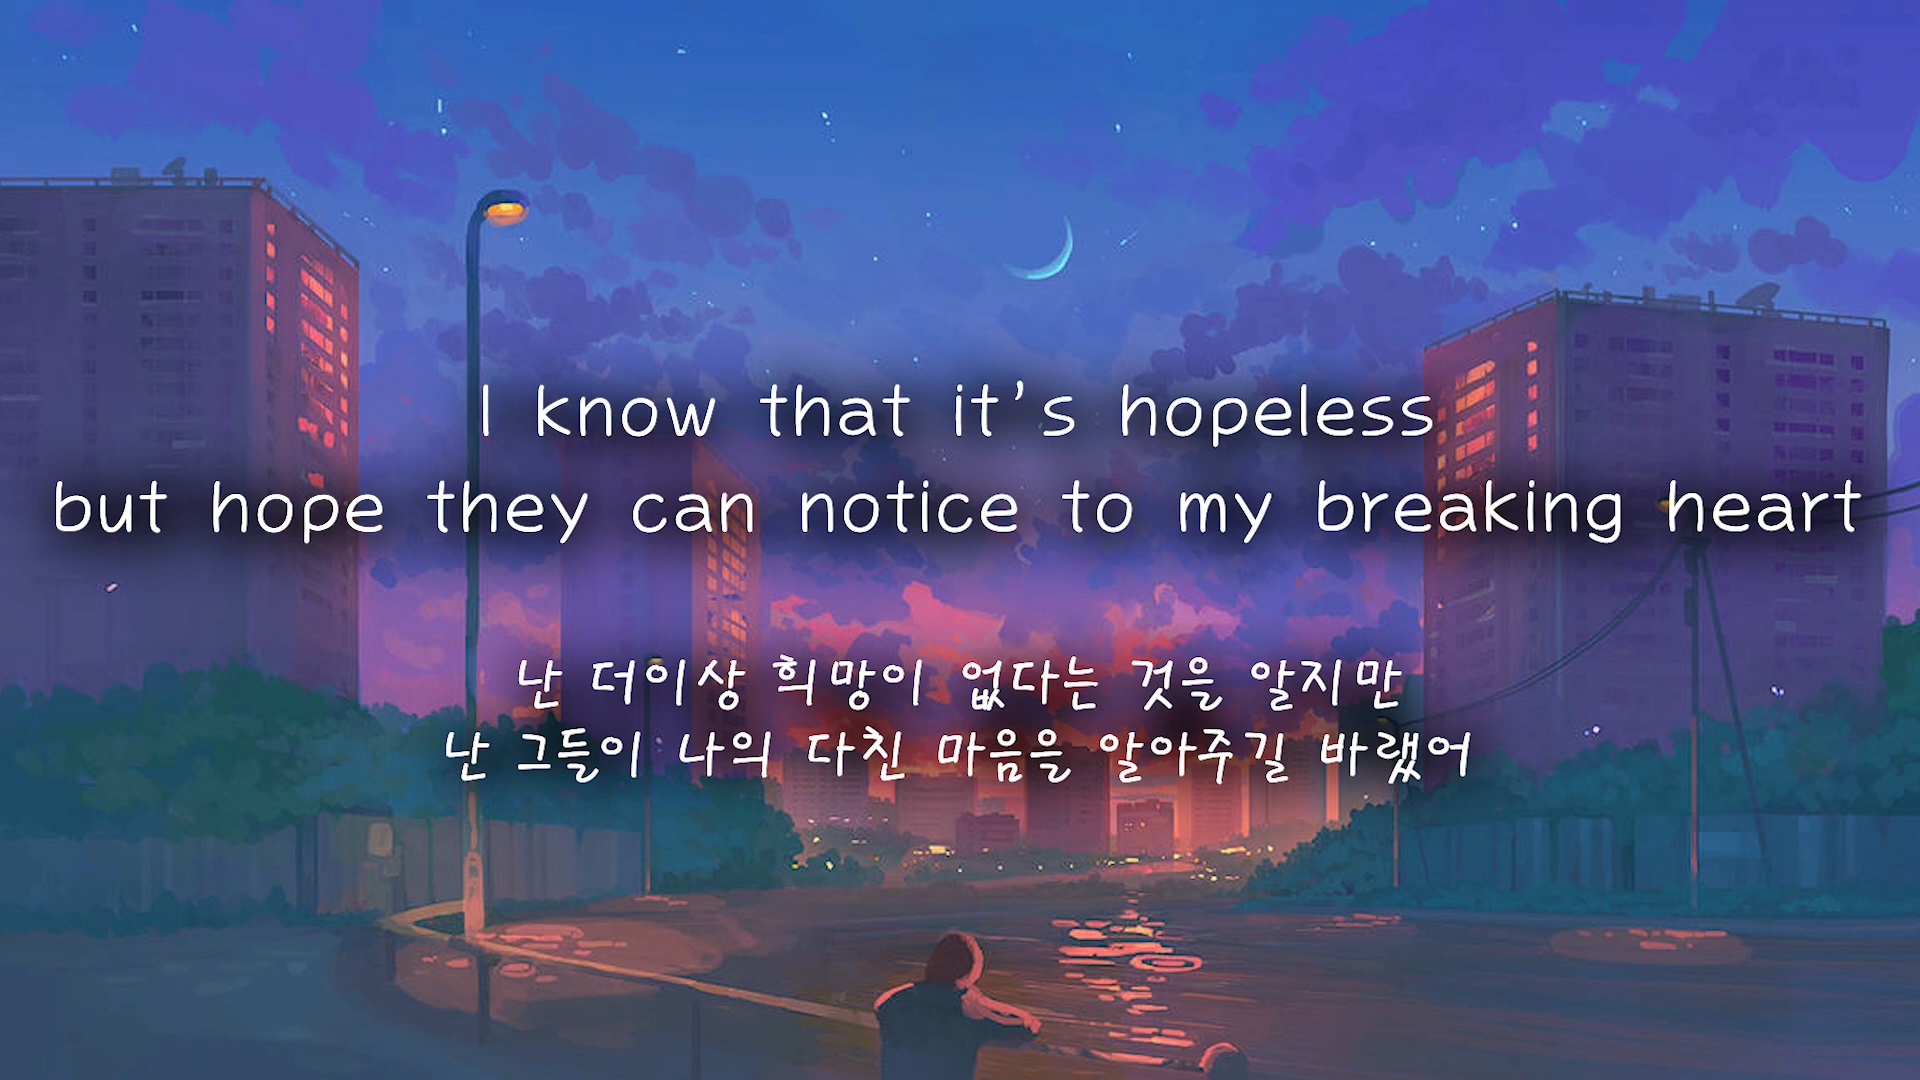 I know that it's hopeless
but hope they can notice to my breaking heart
난 더이상 희망이 없다는 것을 알지만
난 그들이 나의 다친 마음을 알아주길 바랬어